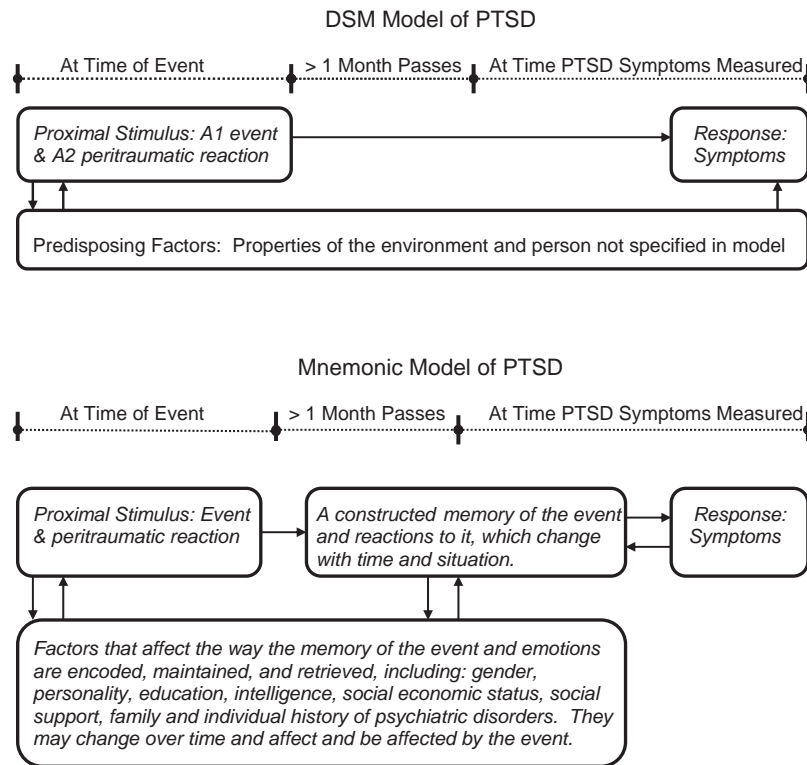 DSM Model of PTSD
At Time of Event
> 1 Month Passes
At Time PTSD Symptoms Measured
Proximal Stimulus: A1 event
& A2 peritraumatic reaction
Response:
Symptoms
Predisposing Factors: Properties of the environment and person not specified in model
Mnemonic Model of PTSD
At Time of Event
> 1 Month Passes
At Time PTSD Symptoms Measured
Proximal Stimulus: Event
& peritraumatic reaction
A constructed memory of the event
and reactions to it, which change
with time and situation.
Response:
Symptoms
Factors that affect the way the memory of the event and emotions
are encoded, maintained, and retrieved, including: gender,
personality, education, intelligence, social economic status, social
support, family and individual history of psychiatric disorders. They
may change over time and affect and be affected by the event.